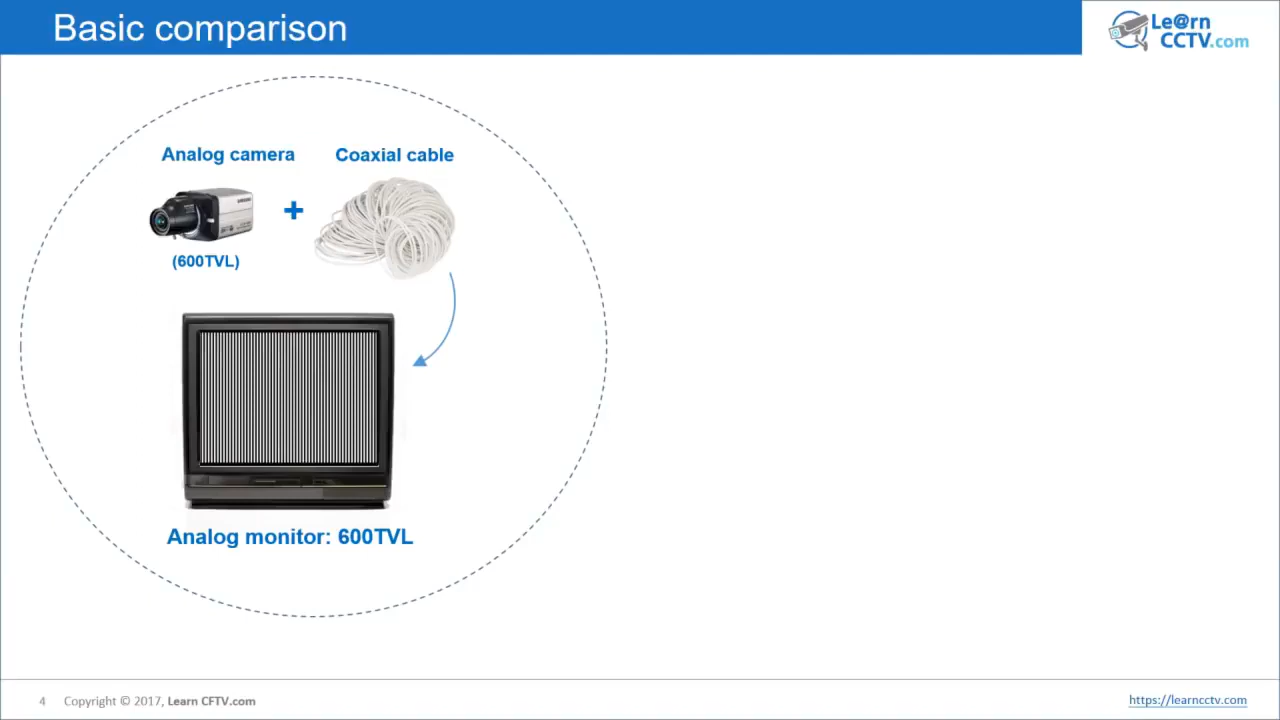 Basic comparison
Le@rn
CCTV.com
Analog camera
Coaxial cable
+
SAMSUNG
(600TVL)
Analog monitor: 600TVL
4 Copyright © 2017, Learn CFTV.com
https://learncctv.com